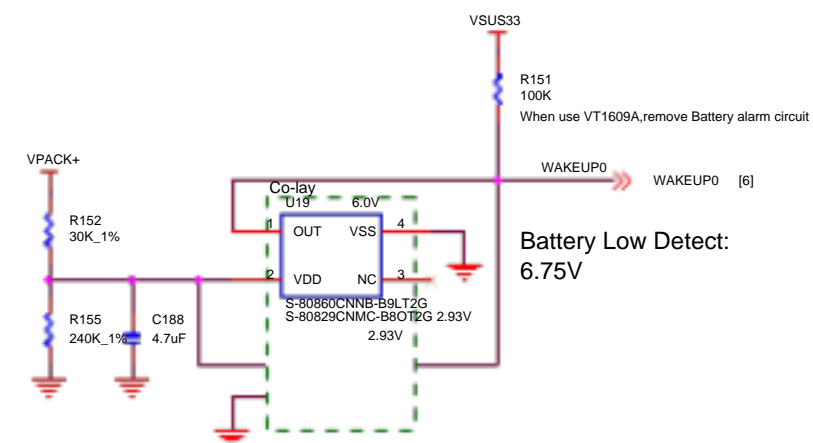 VSUS33
R151
100K
When use VT1609A,remove Battery alarm circuit
VPACK+
WAKEUP0
WAKEUP0 [6]
Co-lay
U19 6.0V
R152
30K_1%
1 OUT VSS 4
2 VDD NC 3
Battery Low Detect:
6.75V
S-80860CNNB-B9LT2G
S-80829CNMC-B8OT2G 2.93V
2.93V
R155
240K_1%
C188
4.7uF